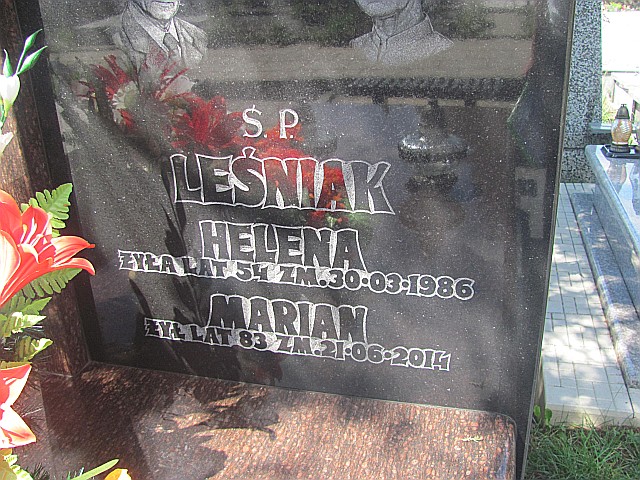 Ś P.
LEŚNIAK
HELENA
ŻYŁA LAT 54 ZM. 30·03·1986
MARIAN
ŻYŁ LAT 83 ZM. 21·06·2014